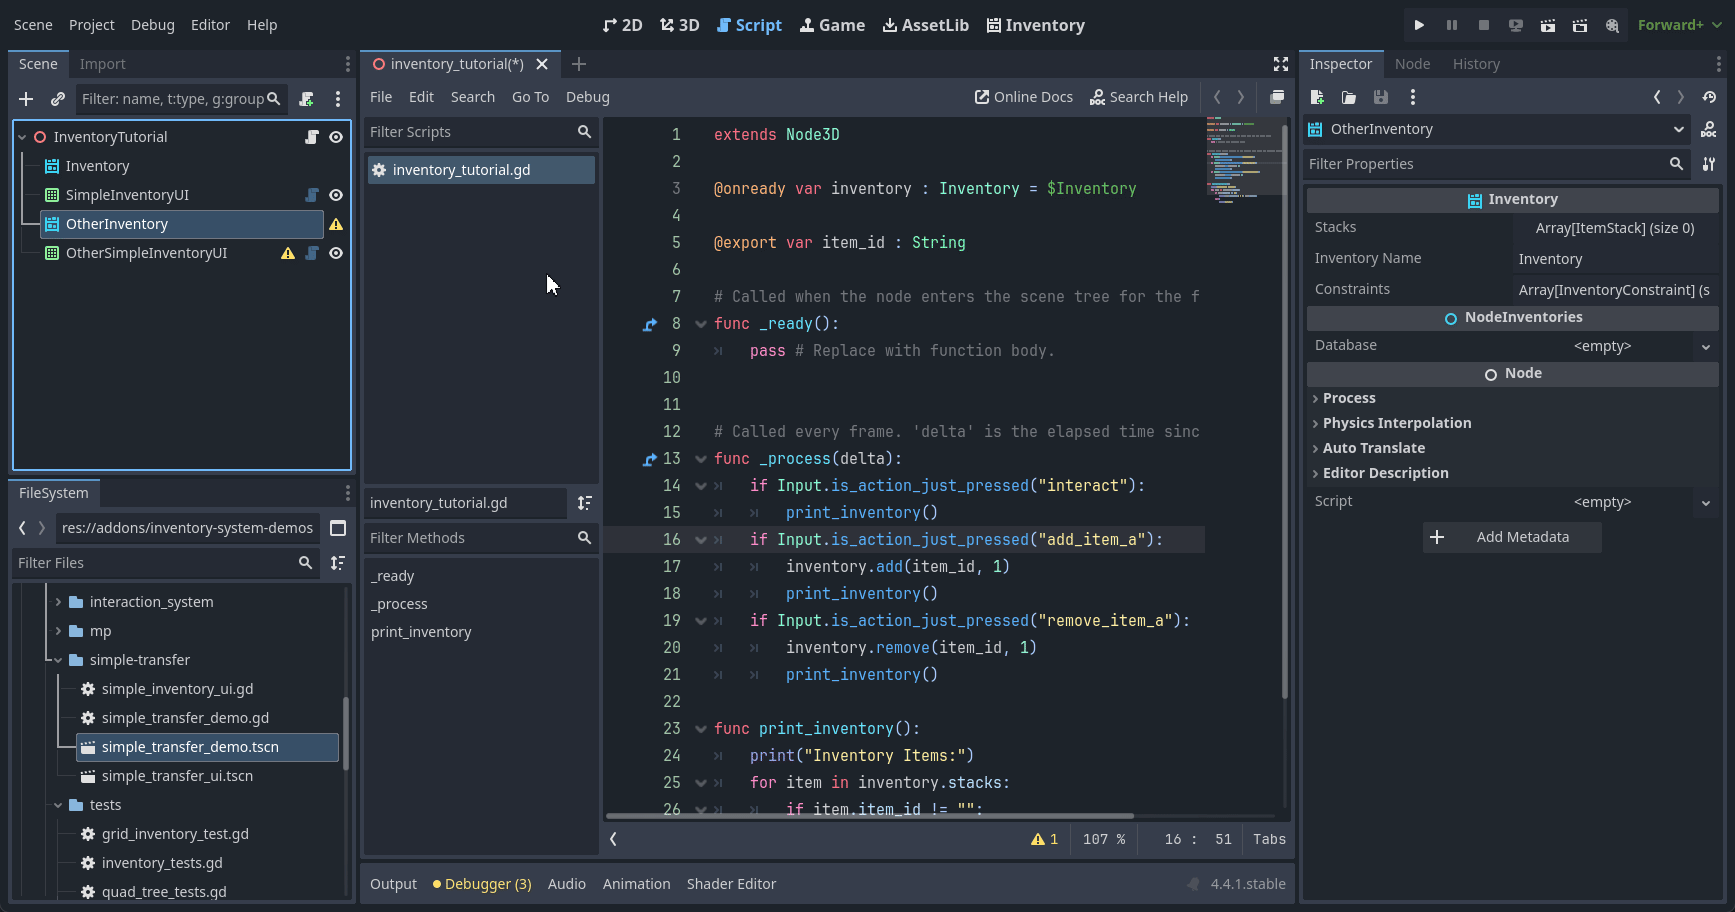 Scene Project Debug Editor Help
2D 3D Script Game AssetLib Inventory
Forward+
Scene Import
Filter: name, t:type, g:group
InventoryTutorial
Inventory
SimpleInventoryUI
OtherInventory
OtherSimpleInventoryUI
FileSystem
res://addons/inventory-system-demos
Filter Files
interaction_system
mp
simple-transfer
simple_inventory_ui.gd
simple_transfer_demo.gd
simple_transfer_demo.tscn
simple_transfer_ui.tscn
tests
grid_inventory_test.gd
inventory_tests.gd
quad_tree_tests.gd
inventory_tutorial(*)
File Edit Search Go To Debug
Online Docs Search Help
Filter Scripts
inventory_tutorial.gd
inventory_tutorial.gd
Filter Methods
_ready
_process
print_inventory
1 extends Node3D
2
3 @onready var inventory : Inventory = $Inventory
4
5 @export var item_id : String
6
7 # Called when the node enters the scene tree for the f
8 func _ready():
9 pass # Replace with function body.
10
11
12 # Called every frame. 'delta' is the elapsed time sinc
13 func _process(delta):
14 if Input.is_action_just_pressed("interact"):
15 print_inventory()
16 if Input.is_action_just_pressed("add_item_a"):
17 inventory.add(item_id, 1)
18 print_inventory()
19 if Input.is_action_just_pressed("remove_item_a"):
20 inventory.remove(item_id, 1)
21 print_inventory()
22
23 func print_inventory():
24 print("Inventory Items:")
25 for item in inventory.stacks:
26 if item.item_id != "":
1 107 % 16 : 51 Tabs
Output Debugger (3) Audio Animation Shader Editor
4.4.1.stable
Inspector Node History
OtherInventory
Filter Properties
Inventory
Stacks Array[ItemStack] (size 0)
Inventory Name Inventory
Constraints Array[InventoryConstraint] (s
NodeInventories
Database <empty>
Node
Process
Physics Interpolation
Auto Translate
Editor Description
Script <empty>
Add Metadata